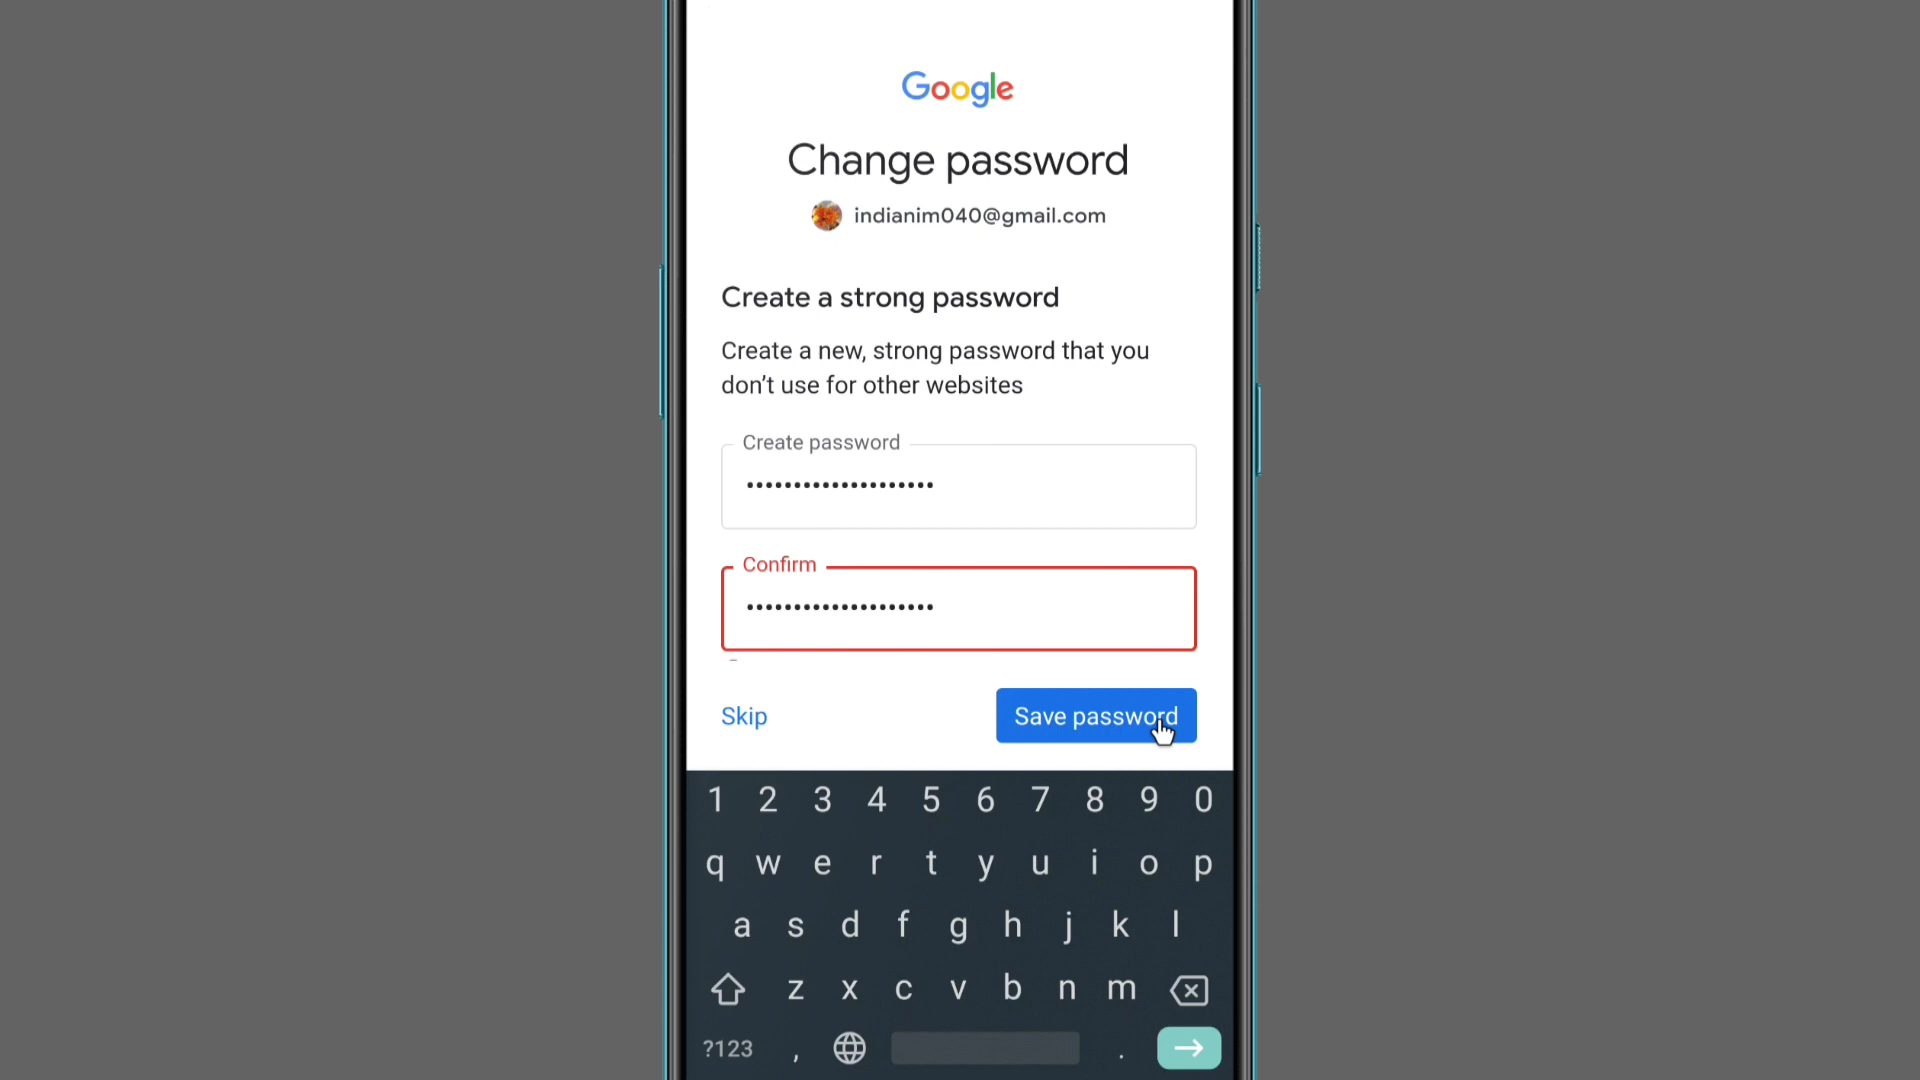 Google
Change password
indianim040@gmail.com
Create a strong password
Create a new, strong password that you
don’t use for other websites
Create password
••••••••••••••••••••
Confirm
••••••••••••••••••••
Skip
Save password
1 2 3 4 5 6 7 8 9 0
q w e r t y u i o p
a s d f g h j k l
z x c v b n m
?123 , .